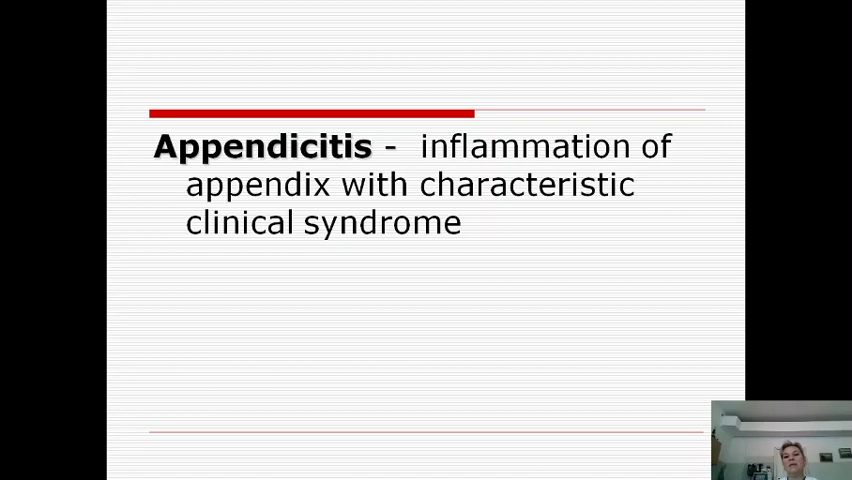 Appendicitis - inflammation of
appendix with characteristic
clinical syndrome